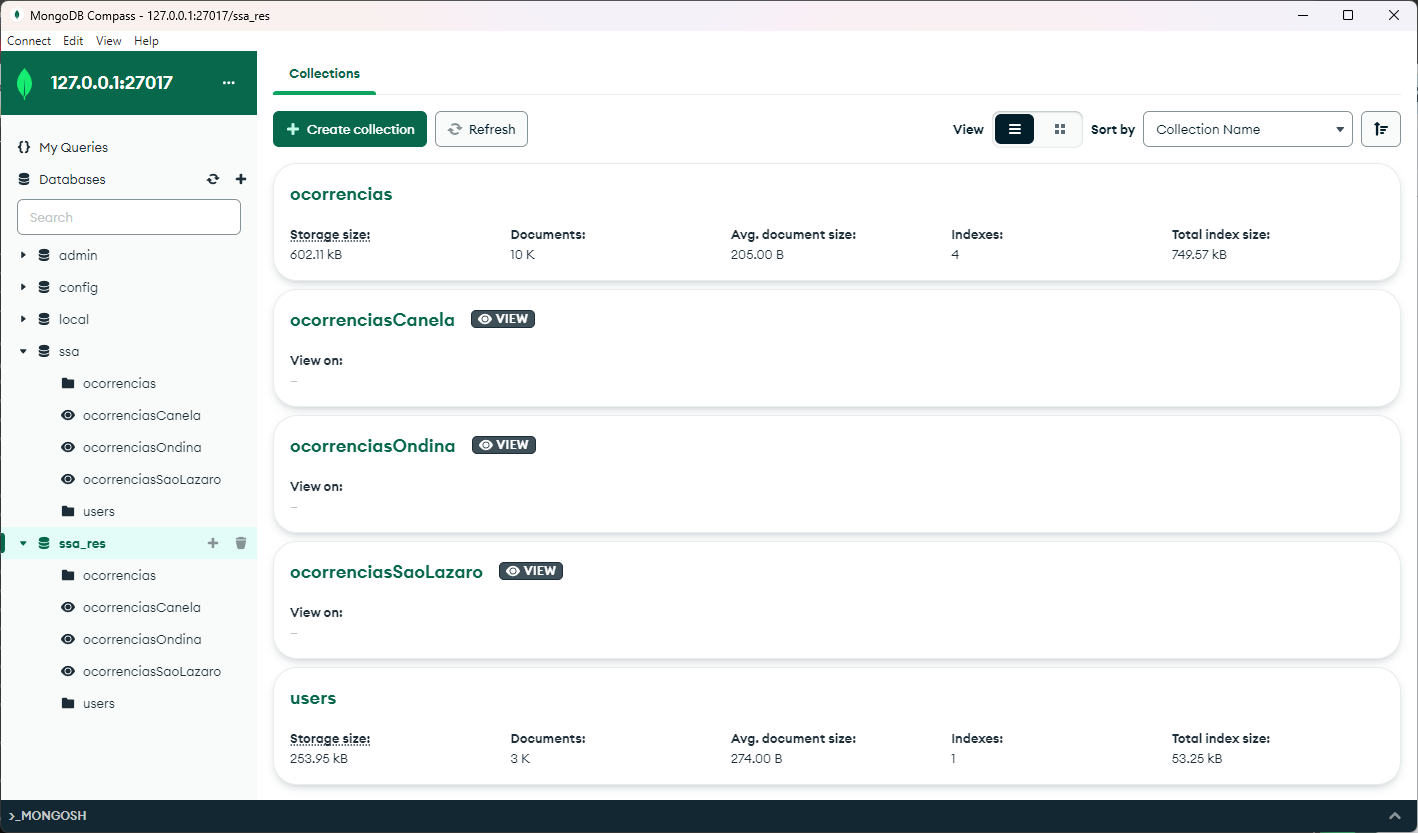 MongoDB Compass - 127.0.0.1:27017/ssa_res
Connect Edit View Help
127.0.0.1:27017
{} My Queries
Databases
Search
admin
config
local
ssa
ocorrencias
ocorrenciasCanela
ocorrenciasOndina
ocorrenciasSaoLazaro
users
ssa_res
ocorrencias
ocorrenciasCanela
ocorrenciasOndina
ocorrenciasSaoLazaro
users
Collections
Create collection Refresh View Sort by Collection Name
ocorrencias
Storage size: Documents: Avg. document size: Indexes: Total index size:
602.11 kB 10 K 205.00 B 4 749.57 kB
ocorrenciasCanela VIEW
View on:
–
ocorrenciasOndina VIEW
View on:
–
ocorrenciasSaoLazaro VIEW
View on:
–
users
Storage size: Documents: Avg. document size: Indexes: Total index size:
253.95 kB 3 K 274.00 B 1 53.25 kB
>_MONGOSH